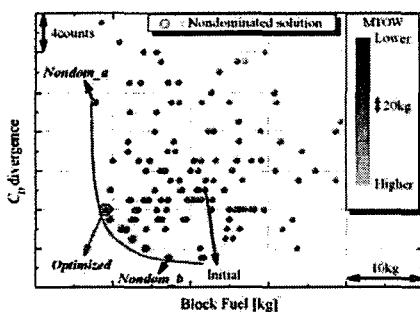 Nondominated solution
4counts
MTOW
Lower
20kg
Higher
Nondom_a
C_D divergence
Optimized
Nondom_b
Initial
10kg
Block Fuel [kg]